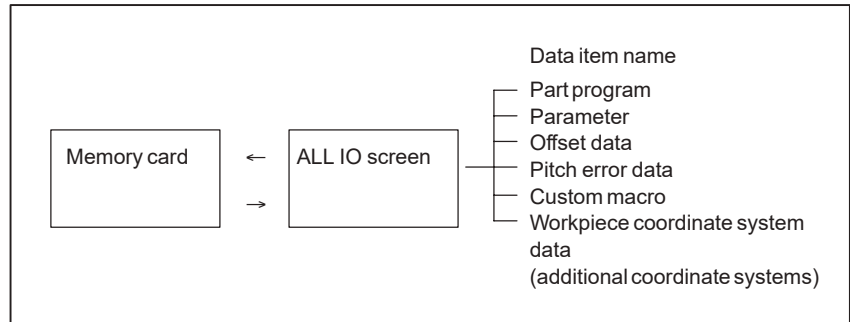 Data item name
Part program
Parameter
Memory card
←
ALL IO screen
Offset data
Pitch error data
→
Custom macro
Workpiece coordinate system
data
(additional coordinate systems)